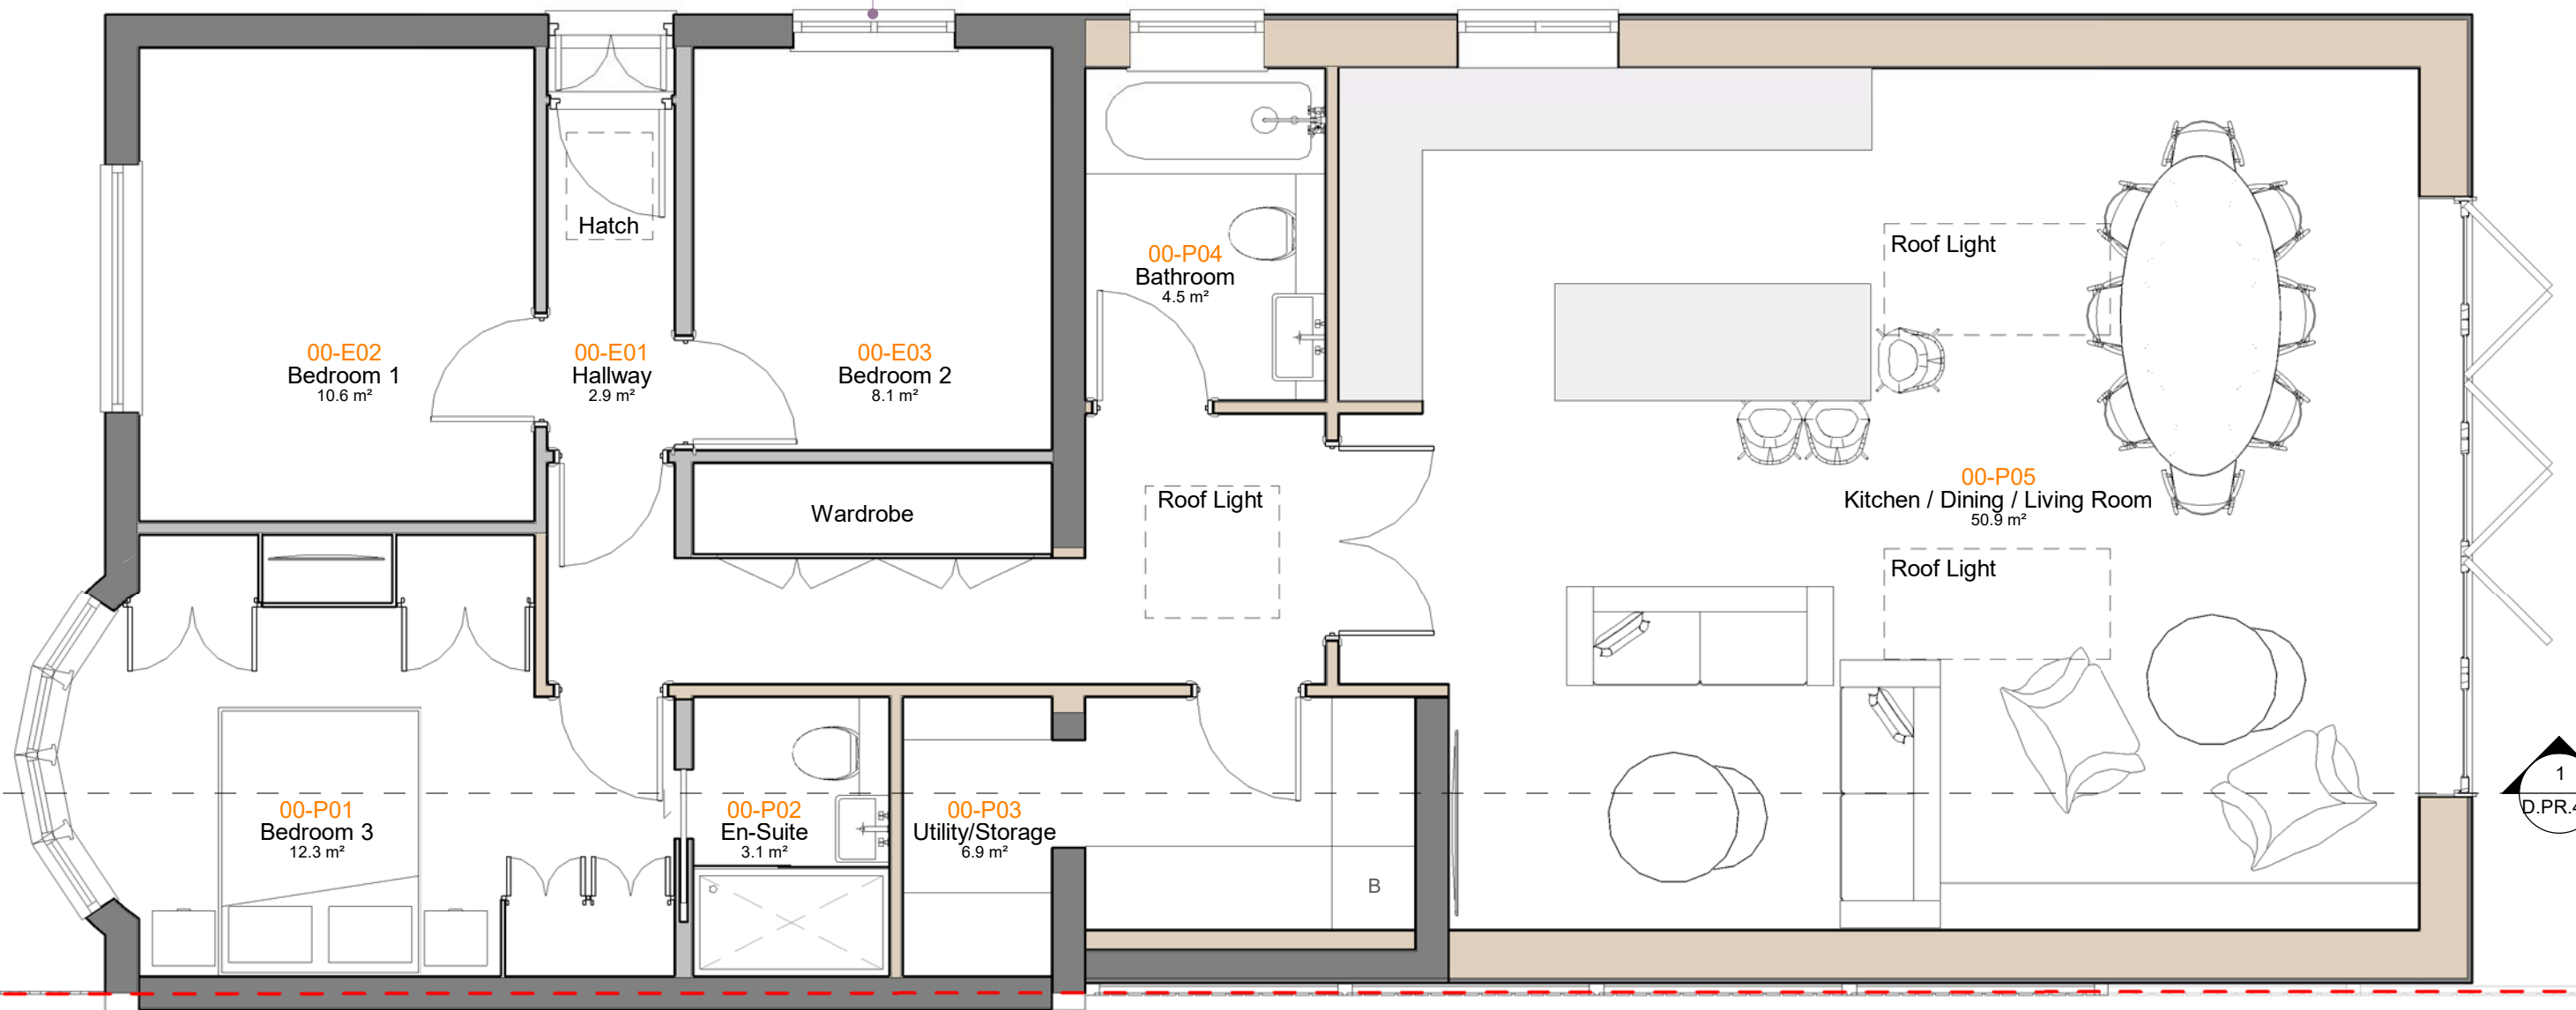 Hatch
00-E02
Bedroom 1
10.6 m²
00-E01
Hallway
2.9 m²
00-E03
Bedroom 2
8.1 m²
00-P04
Bathroom
4.5 m²
Roof Light
Wardrobe
Roof Light
00-P05
Kitchen / Dining / Living Room
50.9 m²
Roof Light
00-P01
Bedroom 3
12.3 m²
00-P02
En-Suite
3.1 m²
00-P03
Utility/Storage
6.9 m²
B
1
D.PR.4